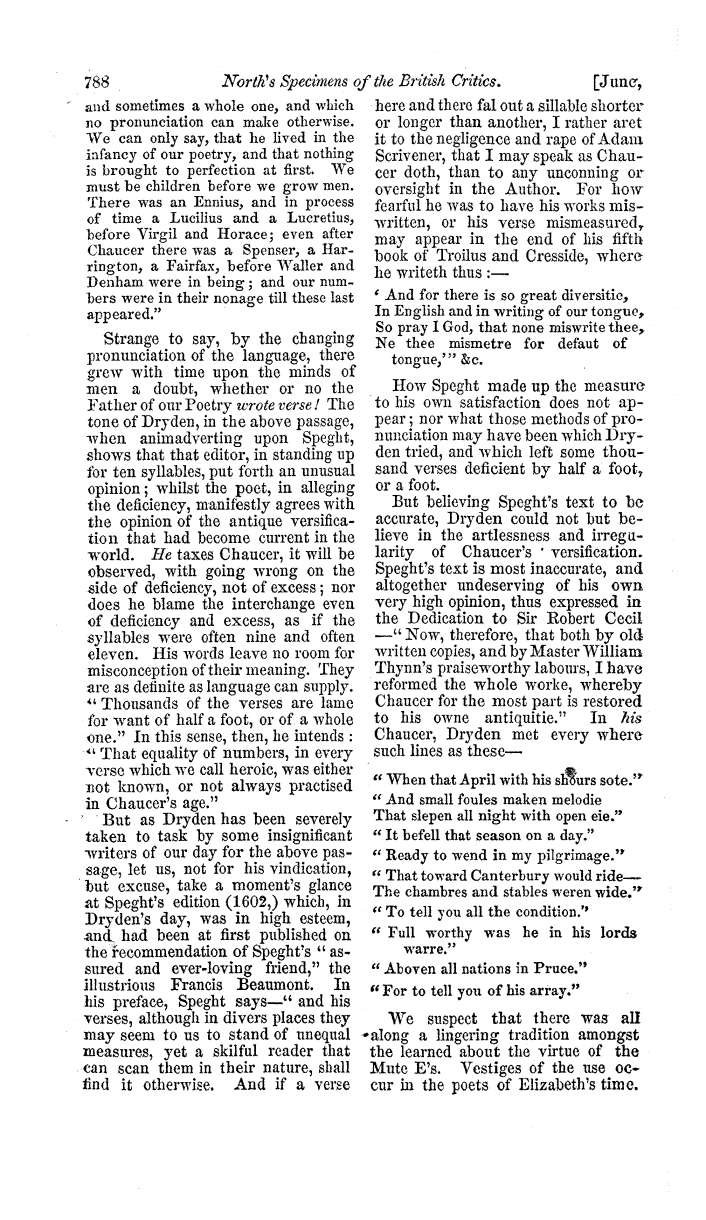 788 North's Specimens of the British Critics. [June,
and sometimes a whole one, and which
no pronunciation can make otherwise.
We can only say, that he lived in the
infancy of our poetry, and that nothing
is brought to perfection at first. We
must be children before we grow men.
There was an Ennius, and in process
of time a Lucilius and a Lucretius,
before Virgil and Horace; even after
Chaucer there was a Spenser, a Har-
rington, a Fairfax, before Waller and
Denham were in being; and our num-
bers were in their nonage till these last
appeared."
Strange to say, by the changing
pronunciation of the language, there
grew with time upon the minds of
men a doubt, whether or no the
Father of our Poetry wrote verse! The
tone of Dryden, in the above passage,
when animadverting upon Speght,
shows that that editor, in standing up
for ten syllables, put forth an unusual
opinion; whilst the poet, in alleging
the deficiency, manifestly agrees with
the opinion of the antique versifica-
tion that had become current in the
world. He taxes Chaucer, it will be
observed, with going wrong on the
side of deficiency, not of excess; nor
does he blame the interchange even
of deficiency and excess, as if the
syllables were often nine and often
eleven. His words leave no room for
misconception of their meaning. They
are as definite as language can supply.
"Thousands of the verses are lame
for want of half a foot, or of a whole
one." In this sense, then, he intends:
"That equality of numbers, in every
verse which we call heroic, was either
not known, or not always practised
in Chaucer's age."
But as Dryden has been severely
taken to task by some insignificant
writers of our day for the above pas-
sage, let us, not for his vindication,
but excuse, take a moment's glance
at Speght's edition (1602,) which, in
Dryden's day, was in high esteem,
and had been at first published on
the recommendation of Speght's "as-
sured and ever-loving friend," the
illustrious Francis Beaumont. In
his preface, Speght says—"and his
verses, although in divers places they
may seem to us to stand of unequal
measures, yet a skilful reader that
can scan them in their nature, shall
find it otherwise. And if a verse
here and there fal out a sillable shorter
or longer than another, I rather aret
it to the negligence and rape of Adam
Scrivener, that I may speak as Chau-
cer doth, than to any unconning or
oversight in the Author. For how
fearful he was to have his works mis-
written, or his verse mismeasured,
may appear in the end of his fifth
book of Troilus and Cresside, where
he writeth thus:—
' And for there is so great diversitie,
In English and in writing of our tongue,
So pray I God, that none miswrite thee,
Ne thee mismetre for defaut of
tongue,'" &c.
How Speght made up the measure
to his own satisfaction does not ap-
pear; nor what those methods of pro-
nunciation may have been which Dry-
den tried, and which left some thou-
sand verses deficient by half a foot,
or a foot.
But believing Speght's text to be
accurate, Dryden could not but be-
lieve in the artlessness and irregu-
larity of Chaucer's versification.
Speght's text is most inaccurate, and
altogether undeserving of his own
very high opinion, thus expressed in
the Dedication to Sir Robert Cecil
—"Now, therefore, that both by old
written copies, and by Master William
Thynn's praiseworthy labours, I have
reformed the whole worke, whereby
Chaucer for the most part is restored
to his owne antiquitie." In his
Chaucer, Dryden met every where
such lines as these—
"When that April with his shours sote."
"And small foules maken melodie
That slepen all night with open eie."
"It befell that season on a day."
"Ready to wend in my pilgrimage."
"That toward Canterbury would ride—
The chambres and stables weren wide."
"To tell you all the condition."
"Full worthy was he in his lords
warre."
"Aboven all nations in Pruce."
"For to tell you of his array."
We suspect that there was all
along a lingering tradition amongst
the learned about the virtue of the
Mute E's. Vestiges of the use oc-
cur in the poets of Elizabeth's time.